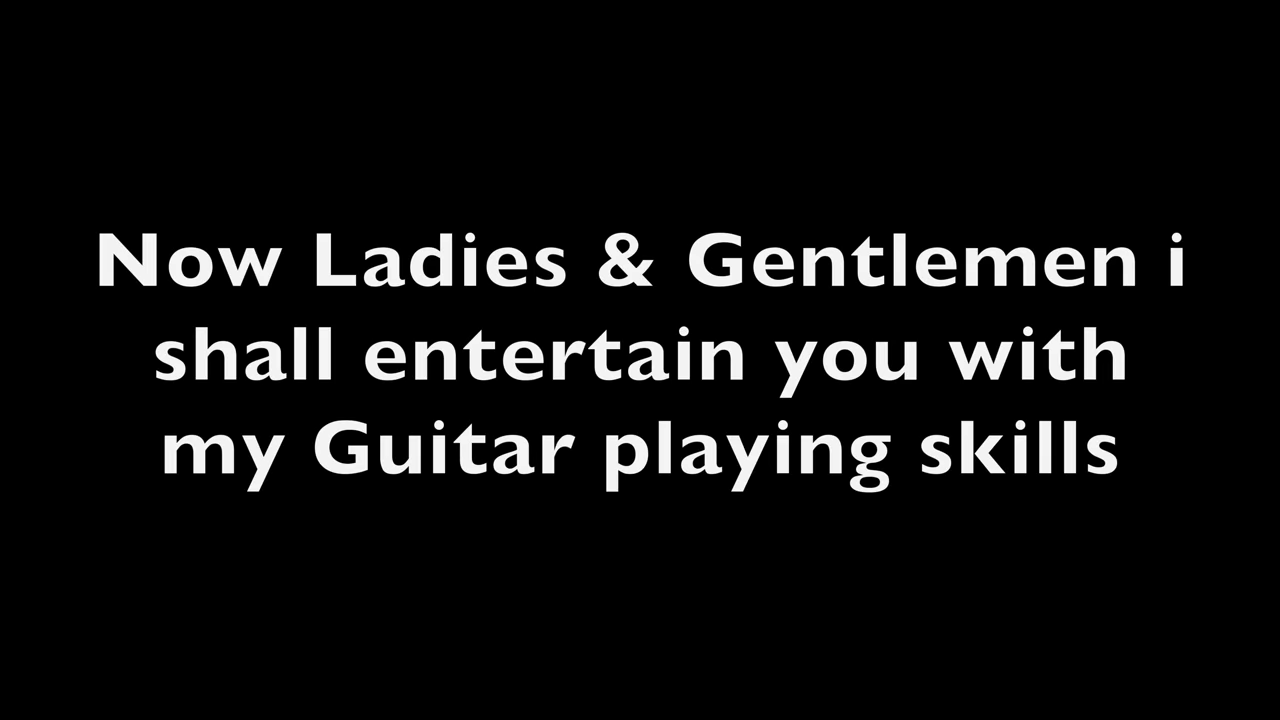 Now Ladies & Gentlemen i
shall entertain you with
my Guitar playing skills